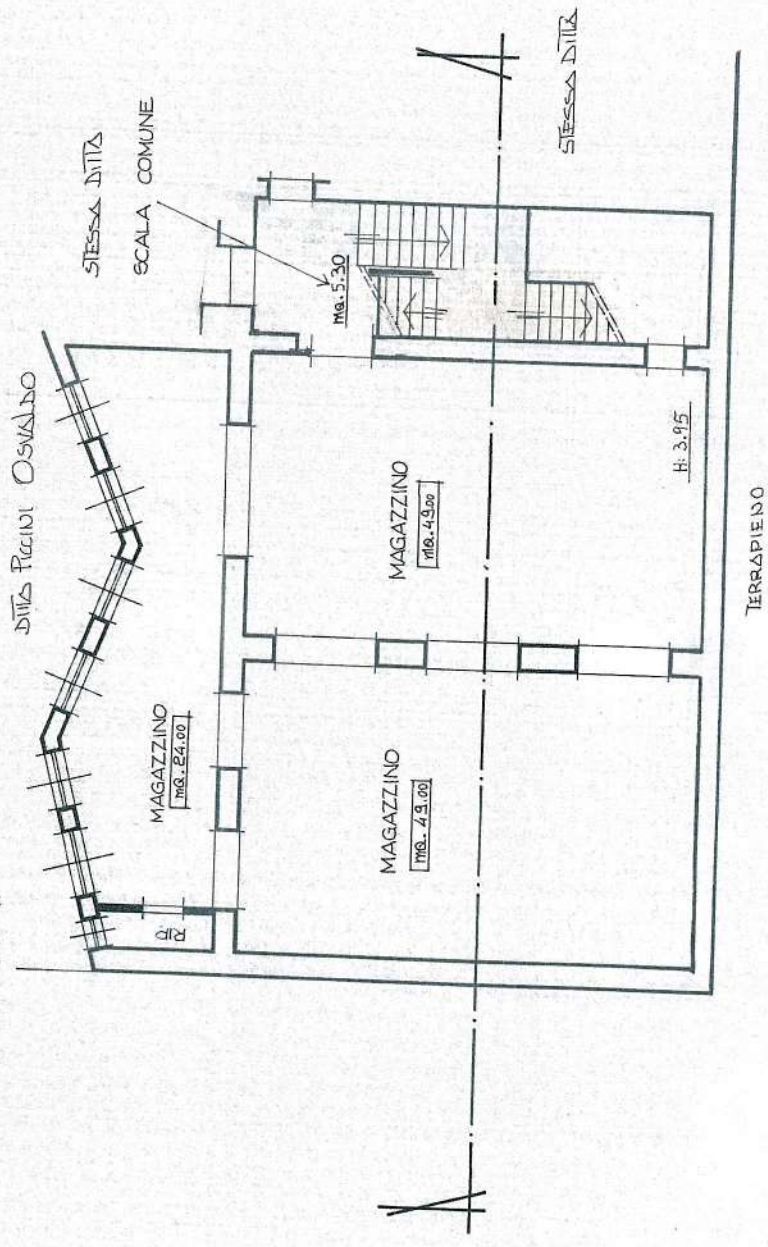 STESSA DITTA
SCALA COMUNE
STESSA DITTA
DITTA PICCINI OSVALDO
mq. 5.30
MAGAZZINO
mq. 24.00
MAGAZZINO
mq. 49.00
H: 3.95
MAGAZZINO
mq. 49.00
TERRAPIENO